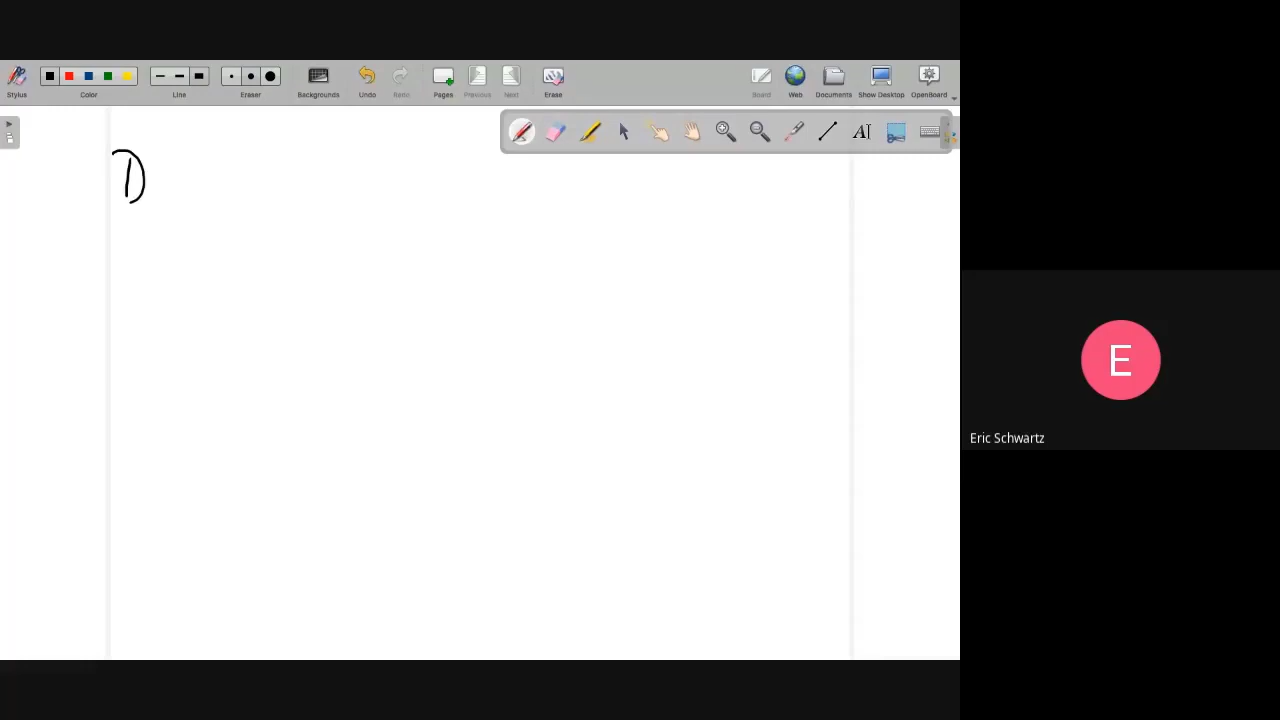 Stylus Color Line Eraser Backgrounds Undo Redo Pages Previous Next Erase Board Web Documents Show Desktop OpenBoard
D
E
Eric Schwartz